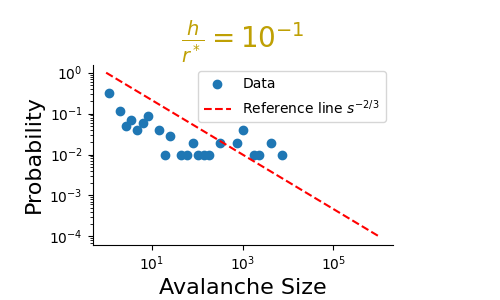 $\frac{h}{r^*} = 10^{-1}$
Data
Reference line $s^{-2/3}$
Probability
$10^0$
$10^{-1}$
$10^{-2}$
$10^{-3}$
$10^{-4}$
$10^1$ $10^3$ $10^5$
Avalanche Size